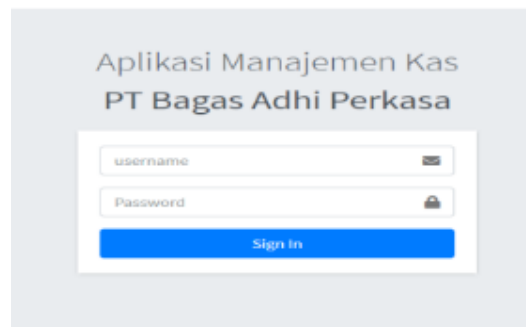 Aplikasi Manajemen Kas
PT Bagas Adhi Perkasa
username
Password
Sign In